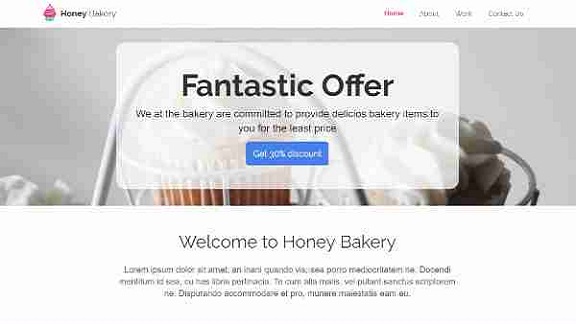 Honey Bakery
Home About Work Contact Us
Fantastic Offer
We at the bakery are committed to provide delicios bakery items to
you for the least price
Get 30% discount
Welcome to Honey Bakery
Lorem ipsum dolor sit amet, an inani quando vis, sea porro mediocritatem ne. Docendi
mentitum id sea, cu has libris pertinacia. Te cum alia malis, vel putant sanctus scriptorem
ne. Disputando accommodare et pro, munere maiestatis eam eu.